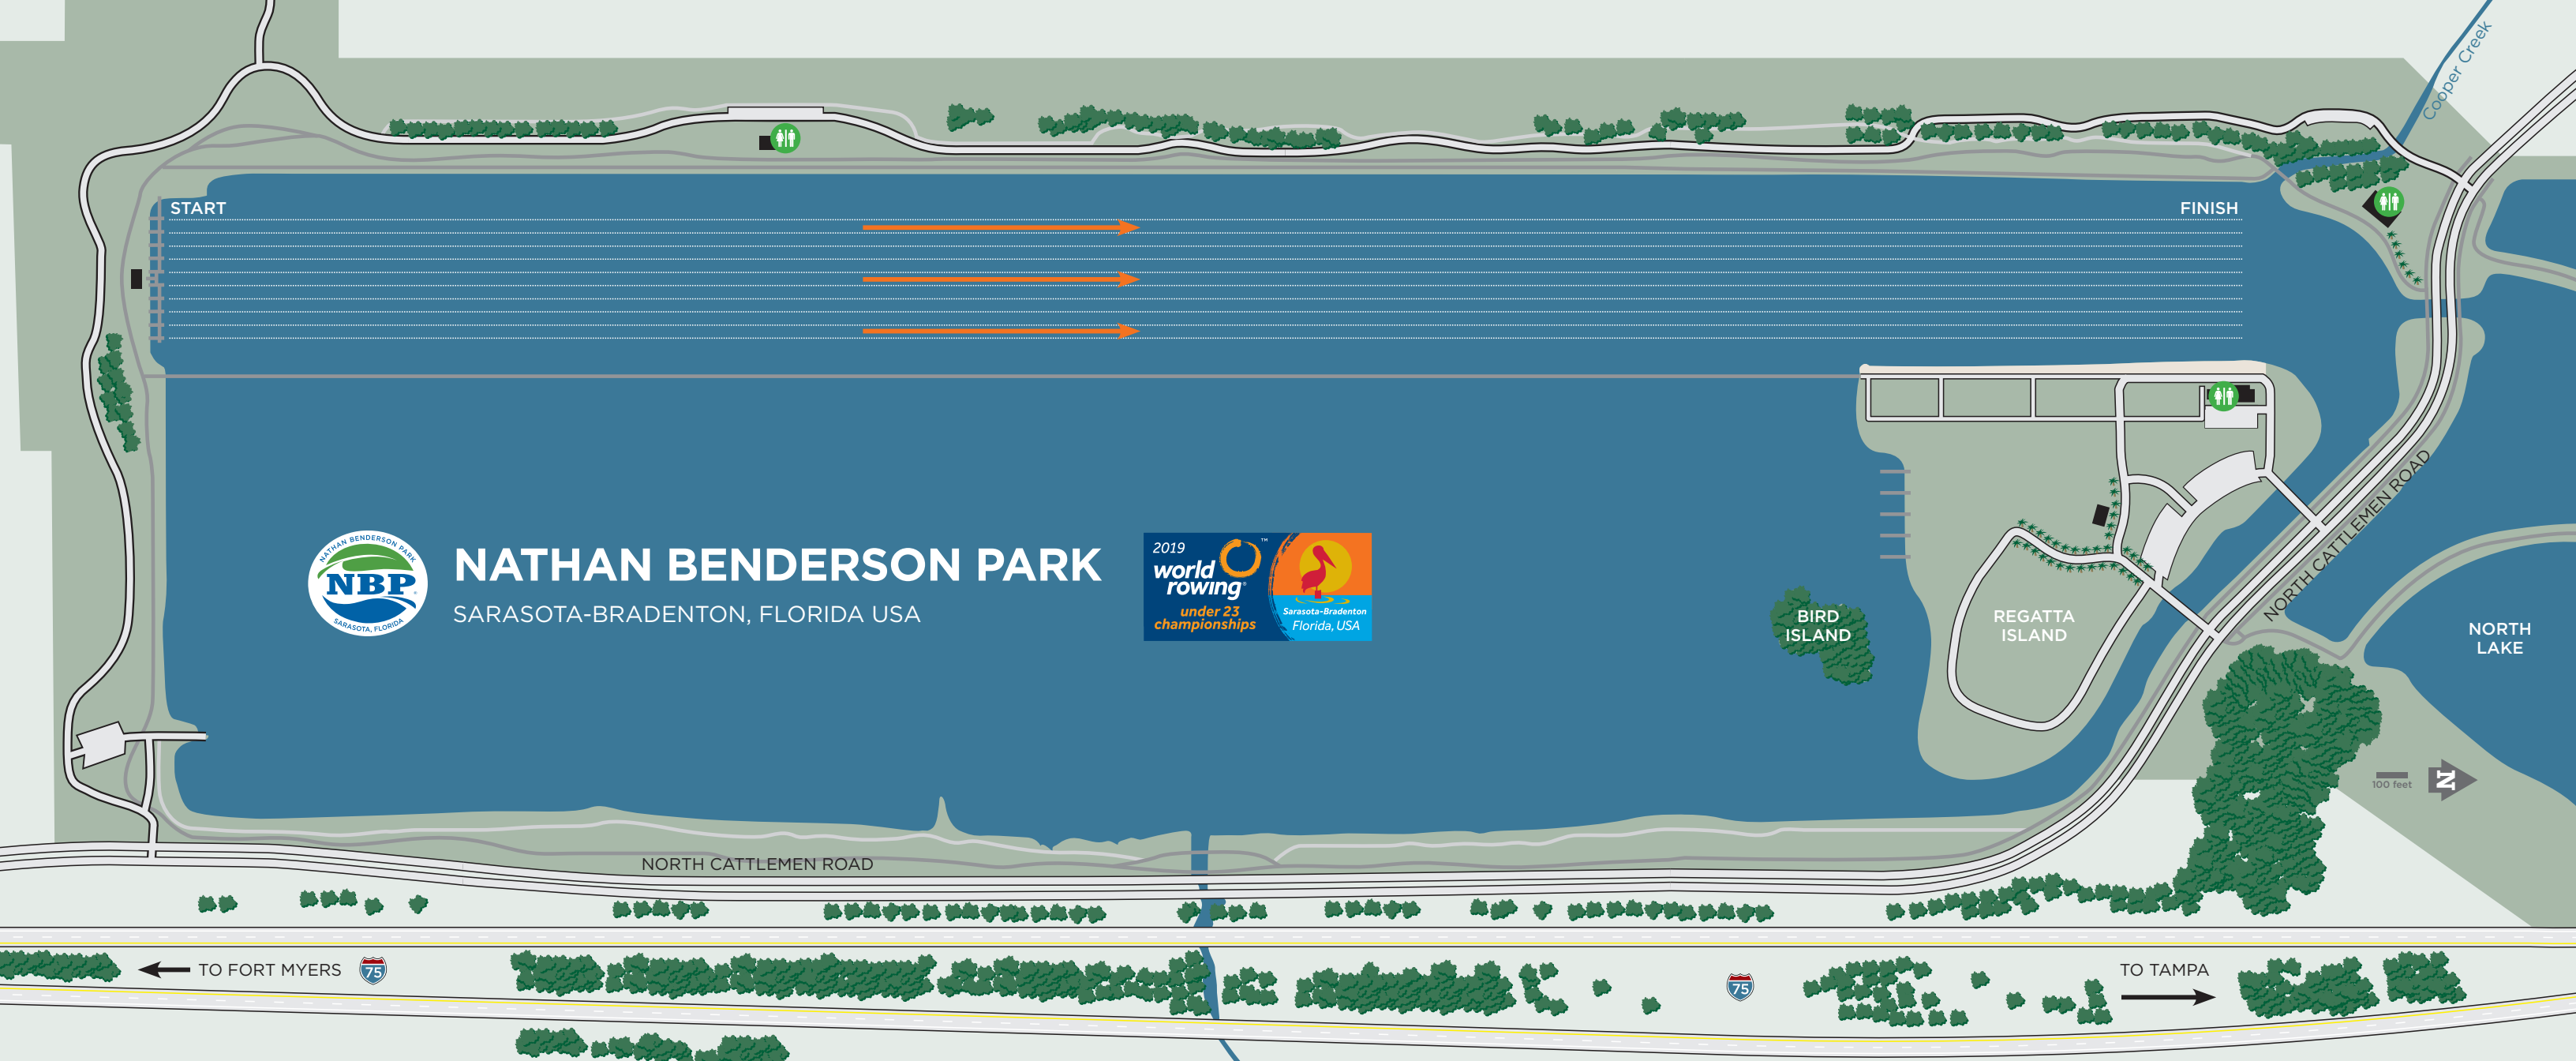 Cooper Creek
START
FINISH
NATHAN BENDERSON PARK
NBP
SARASOTA, FLORIDA
NATHAN BENDERSON PARK
SARASOTA-BRADENTON, FLORIDA USA
2019
world
rowing
™
under 23
championships
Sarasota-Bradenton
Florida, USA
BIRD
ISLAND
REGATTA
ISLAND
NORTH CATTLEMEN ROAD
NORTH
LAKE
100 feet
N
NORTH CATTLEMEN ROAD
TO FORT MYERS
75
75
TO TAMPA